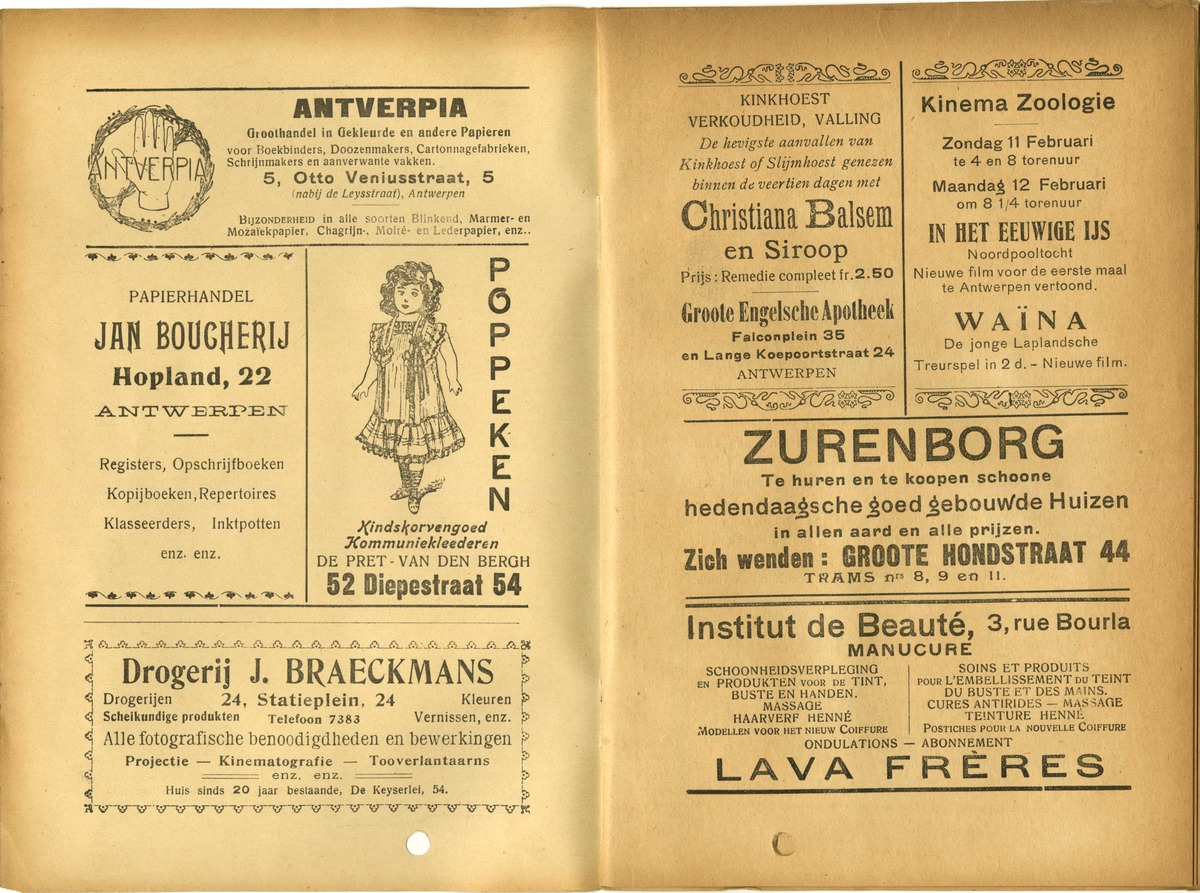 ANTVERPIA
ANTVERPIA
Groothandel in Gekleurde en andere Papieren
voor Boekbinders, Doozenmakers, Cartonnagefabrieken,
Schrijnmakers en aanverwante vakken.
5, Otto Veniusstraat, 5
(nabij de Leysstraat), Antwerpen
BIJZONDERHEID in alle soorten Blinkend, Marmer- en
Mozaïekpapier, Chagrijn-, Moiré- en Lederpapier, enz..
PAPIERHANDEL
JAN BOUCHERIJ
Hopland, 22
ANTWERPEN
Registers, Opschrijfboeken
Kopijboeken, Repertoires
Klasseerders, Inktpotten
enz. enz.
POPPEKEN
Kindskorvengoed
Kommuniekleederen
DE PRET - VAN DEN BERGH
52 Diepestraat 54
Drogerij J. BRAECKMANS
Drogerijen 24, Statieplein, 24 Kleuren
Scheikundige produkten Telefoon 7383 Vernissen, enz.
Alle fotografische benoodigdheden en bewerkingen
Projectie — Kinematografie — Tooverlantaarns
enz. enz.
Huis sinds 20 jaar bestaande, De Keyserlei, 54.
KINKHOEST
VERKOUDHEID, VALLING
De hevigste aanvallen van
Kinkhoest of Slijmhoest genezen
binnen de veertien dagen met
Christiana Balsem
en Siroop
Prijs : Remedie compleet fr. 2.50
Groote Engelsche Apotheek
Falconplein 35
en Lange Koepoortstraat 24
ANTWERPEN
Kinema Zoologie
Zondag 11 Februari
te 4 en 8 torenuur
Maandag 12 Februari
om 8 1/4 torenuur
IN HET EEUWIGE IJS
Noordpooltocht
Nieuwe film voor de eerste maal
te Antwerpen vertoond.
WAÏNA
De jonge Laplandsche
Treurspel in 2 d. - Nieuwe film.
ZURENBORG
Te huren en te koopen schoone
hedendaagsche goed gebouwde Huizen
in allen aard en alle prijzen.
Zich wenden : GROOTE HONDSTRAAT 44
TRAMS nrs 8, 9 en 11.
Institut de Beauté, 3, rue Bourla
MANUCURE
SCHOONHEIDSVERPLEGING
EN PRODUKTEN VOOR DE TINT,
BUSTE EN HANDEN.
MASSAGE
HAARVERF HENNÉ
MODELLEN VOOR HET NIEUW COIFFURE
SOINS ET PRODUITS
POUR L'EMBELLISSEMENT DU TEINT
DU BUSTE ET DES MAINS.
CURES ANTIRIDES — MASSAGE
TEINTURE HENNÉ
POSTICHES POUR LA NOUVELLE COIFFURE
ONDULATIONS — ABONNEMENT
LAVA FRÈRES